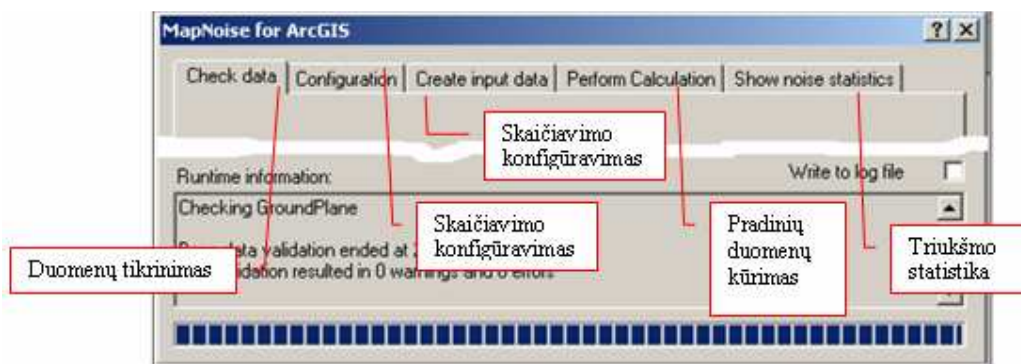 MapNoise for ArcGIS
Check data
Configuration
Create input data
Perform Calculation
Show noise statistics
Skaičiavimo
konfigūravimas
Runtime information:
Write to log file
Checking GroundPlane
data validation ended at
resulted in 0 warnings and 0 errors
Duomenų tikrinimas
Skaičiavimo
konfigūravimas
Pradinių
duomenų
kūrimas
Triukšmo
statistika